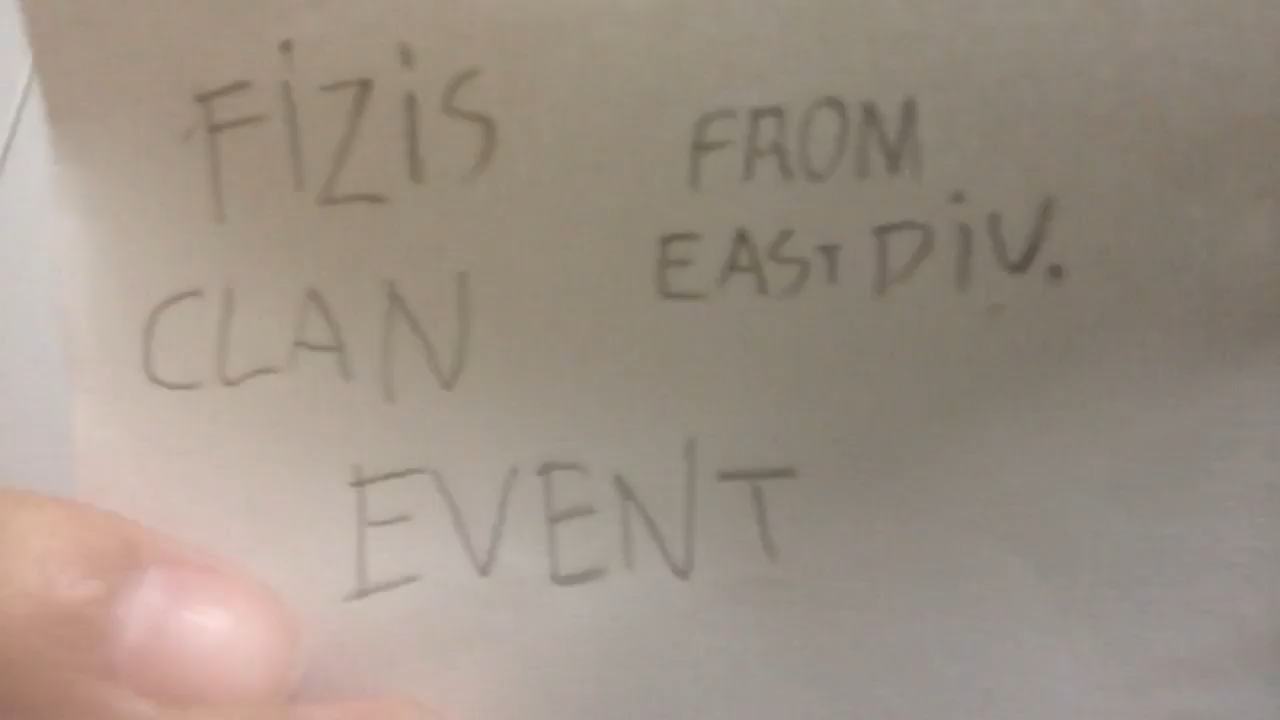 FiZiS
CLAN
EVENT
FROM
EAST DiV.